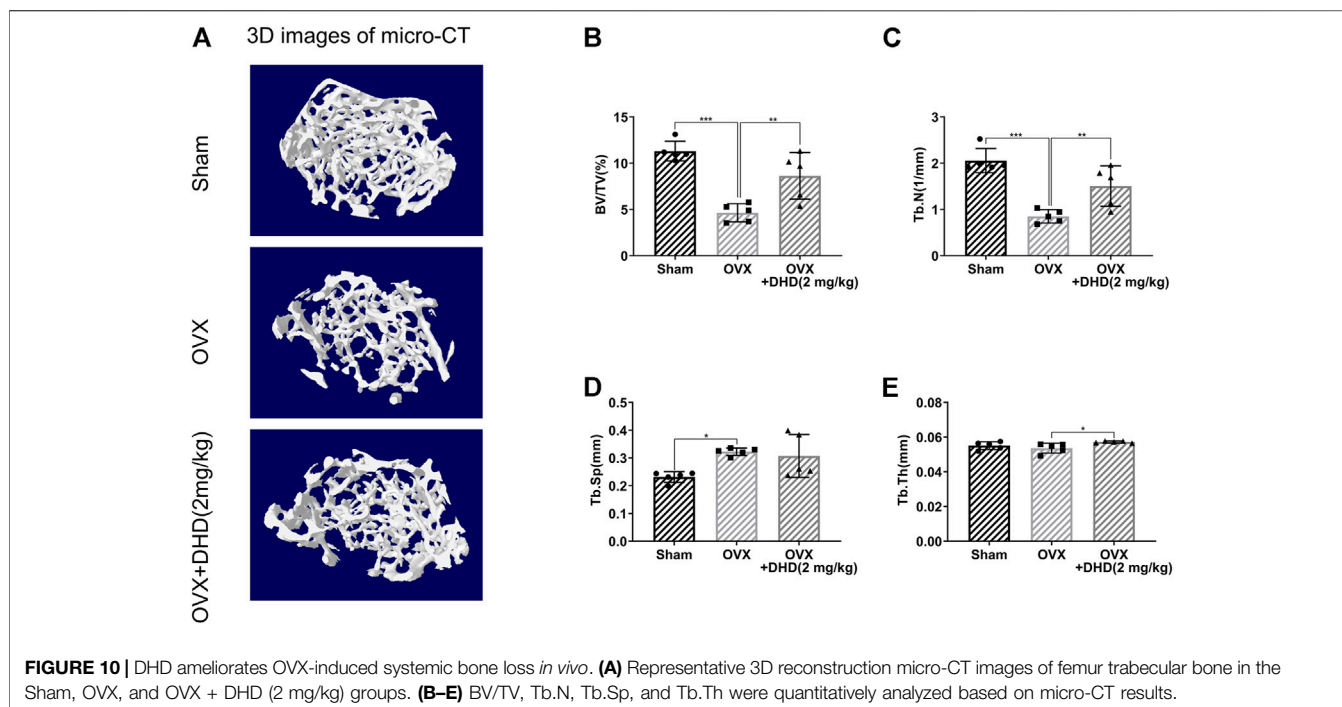 A
3D images of micro-CT
Sham
OVX
OVX+DHD(2mg/kg)
B
BV/TV(%)
15
10
5
0
***
**
Sham
OVX
OVX
+DHD(2 mg/kg)
C
Tb.N(1/mm)
3
2
1
0
***
**
Sham
OVX
OVX
+DHD(2 mg/kg)
D
Tb.Sp(mm)
0.5
0.4
0.3
0.2
0.1
0.0
*
Sham
OVX
OVX
+DHD(2 mg/kg)
E
Tb.Th(mm)
0.08
0.06
0.04
0.02
0.00
*
Sham
OVX
OVX
+DHD(2 mg/kg)
FIGURE 10 | DHD ameliorates OVX-induced systemic bone loss in vivo. (A) Representative 3D reconstruction micro-CT images of femur trabecular bone in the
Sham, OVX, and OVX + DHD (2 mg/kg) groups. (B–E) BV/TV, Tb.N, Tb.Sp, and Tb.Th were quantitatively analyzed based on micro-CT results.